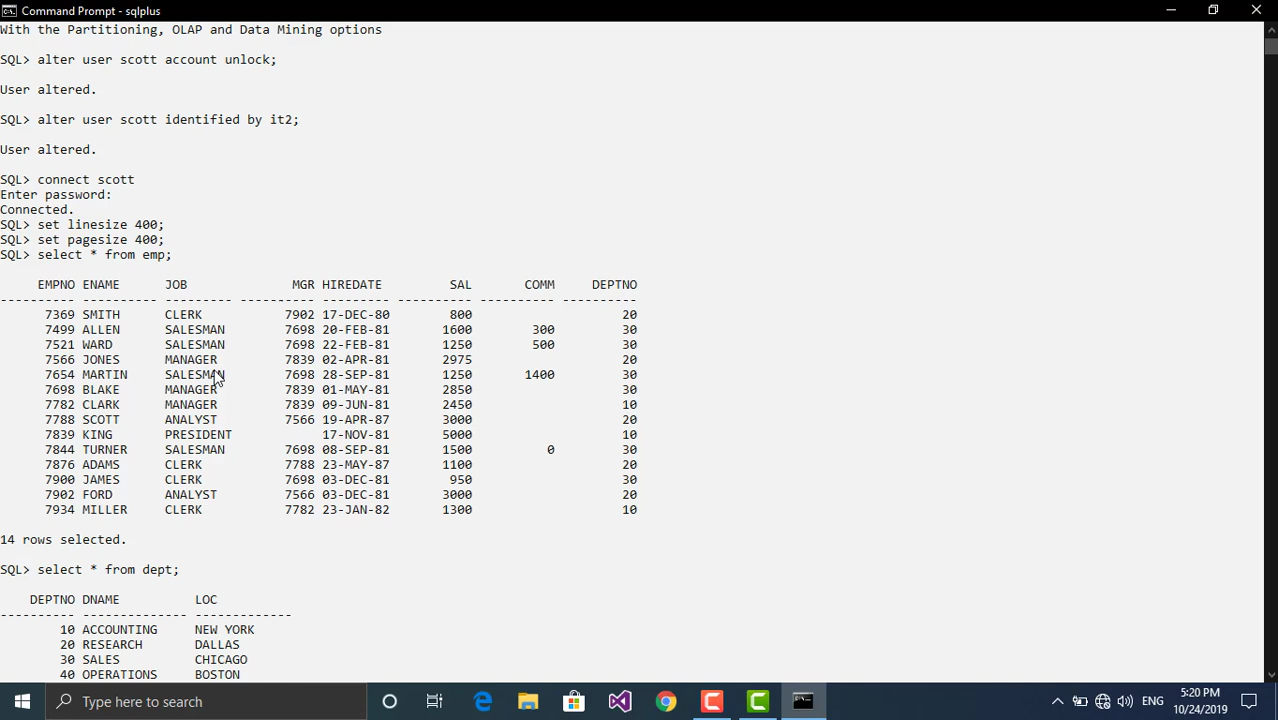 Command Prompt - sqlplus
With the Partitioning, OLAP and Data Mining options
SQL> alter user scott account unlock;
User altered.
SQL> alter user scott identified by it2;
User altered.
SQL> connect scott
Enter password:
Connected.
SQL> set linesize 400;
SQL> set pagesize 400;
SQL> select * from emp;
EMPNO ENAME      JOB              MGR HIREDATE         SAL       COMM     DEPTNO
---------- ---------- --------- ---------- --------- ---------- ---------- ----------
7369 SMITH      CLERK           7902 17-DEC-80        800                    20
7499 ALLEN      SALESMAN        7698 20-FEB-81       1600        300         30
7521 WARD       SALESMAN        7698 22-FEB-81       1250        500         30
7566 JONES      MANAGER         7839 02-APR-81       2975                    20
7654 MARTIN     SALESMAN        7698 28-SEP-81       1250       1400         30
7698 BLAKE      MANAGER         7839 01-MAY-81       2850                    30
7782 CLARK      MANAGER         7839 09-JUN-81       2450                    10
7788 SCOTT      ANALYST         7566 19-APR-87       3000                    20
7839 KING       PRESIDENT            17-NOV-81       5000                    10
7844 TURNER     SALESMAN        7698 08-SEP-81       1500          0         30
7876 ADAMS      CLERK           7788 23-MAY-87       1100                    20
7900 JAMES      CLERK           7698 03-DEC-81        950                    30
7902 FORD       ANALYST         7566 03-DEC-81       3000                    20
7934 MILLER     CLERK           7782 23-JAN-82       1300                    10
14 rows selected.
SQL> select * from dept;
DEPTNO DNAME          LOC
---------- -------------- -------------
10 ACCOUNTING     NEW YORK
20 RESEARCH       DALLAS
30 SALES          CHICAGO
40 OPERATIONS     BOSTON
Type here to search
ENG
5:20 PM
10/24/2019